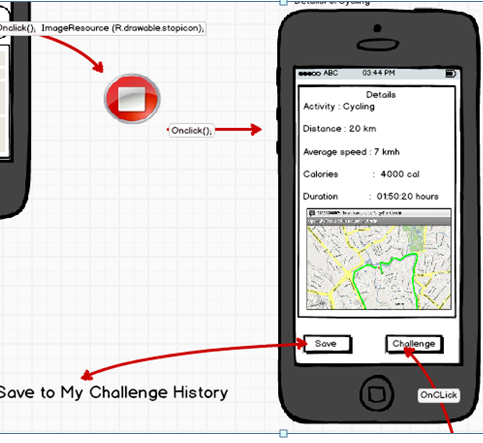 Onclick(); ImageResource (R.drawable.stopicon);
Onclick();
ABC 03:44 PM
Details
Activity : Cycling
Distance : 20 km
Average speed : 7 kmh
Calories : 4000 cal
Duration : 01:50:20 hours
Save
Challenge
Save to My Challenge History
OnCLick